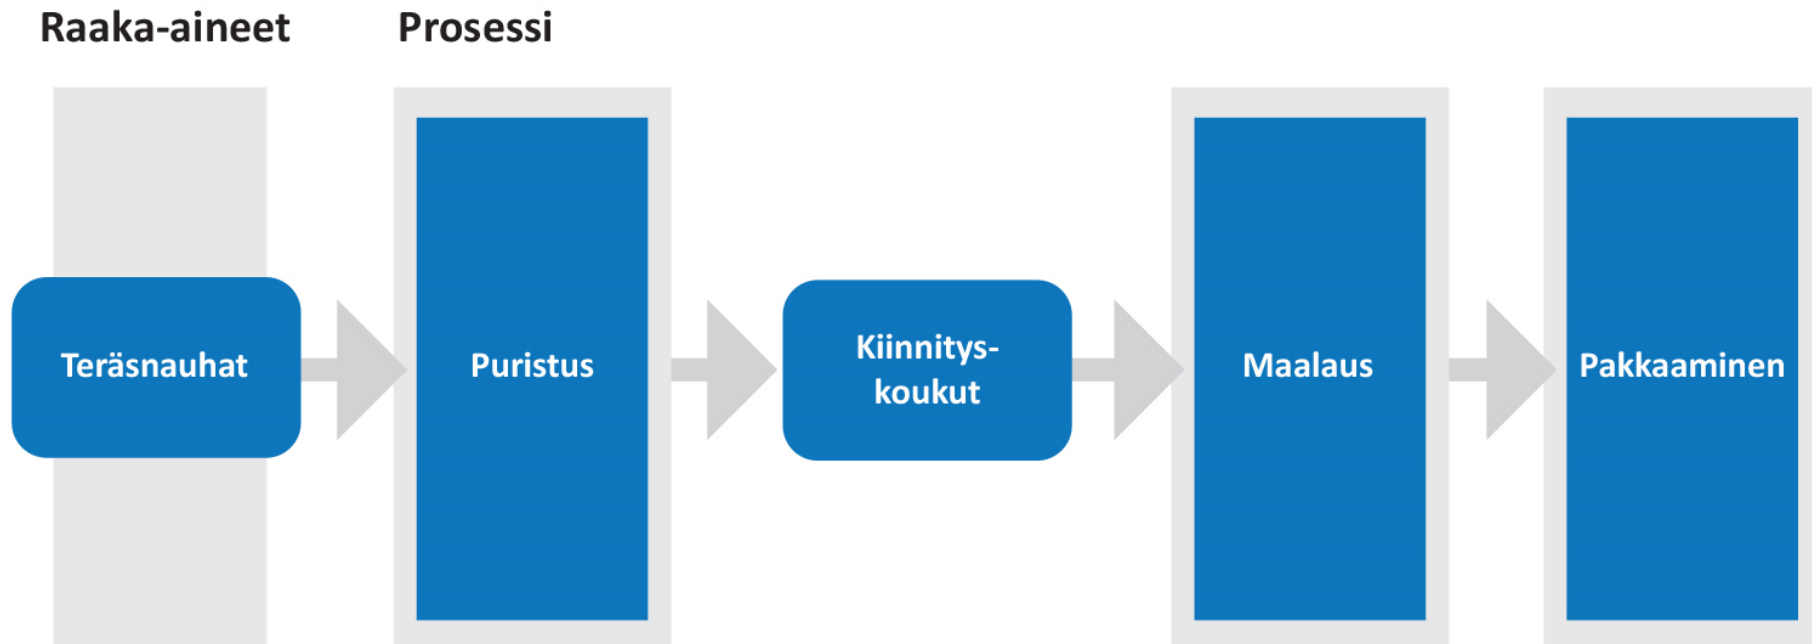 Raaka-aineet
Prosessi
Teräsnauhat
Puristus
Kiinnitys-
koukut
Maalaus
Pakkaaminen